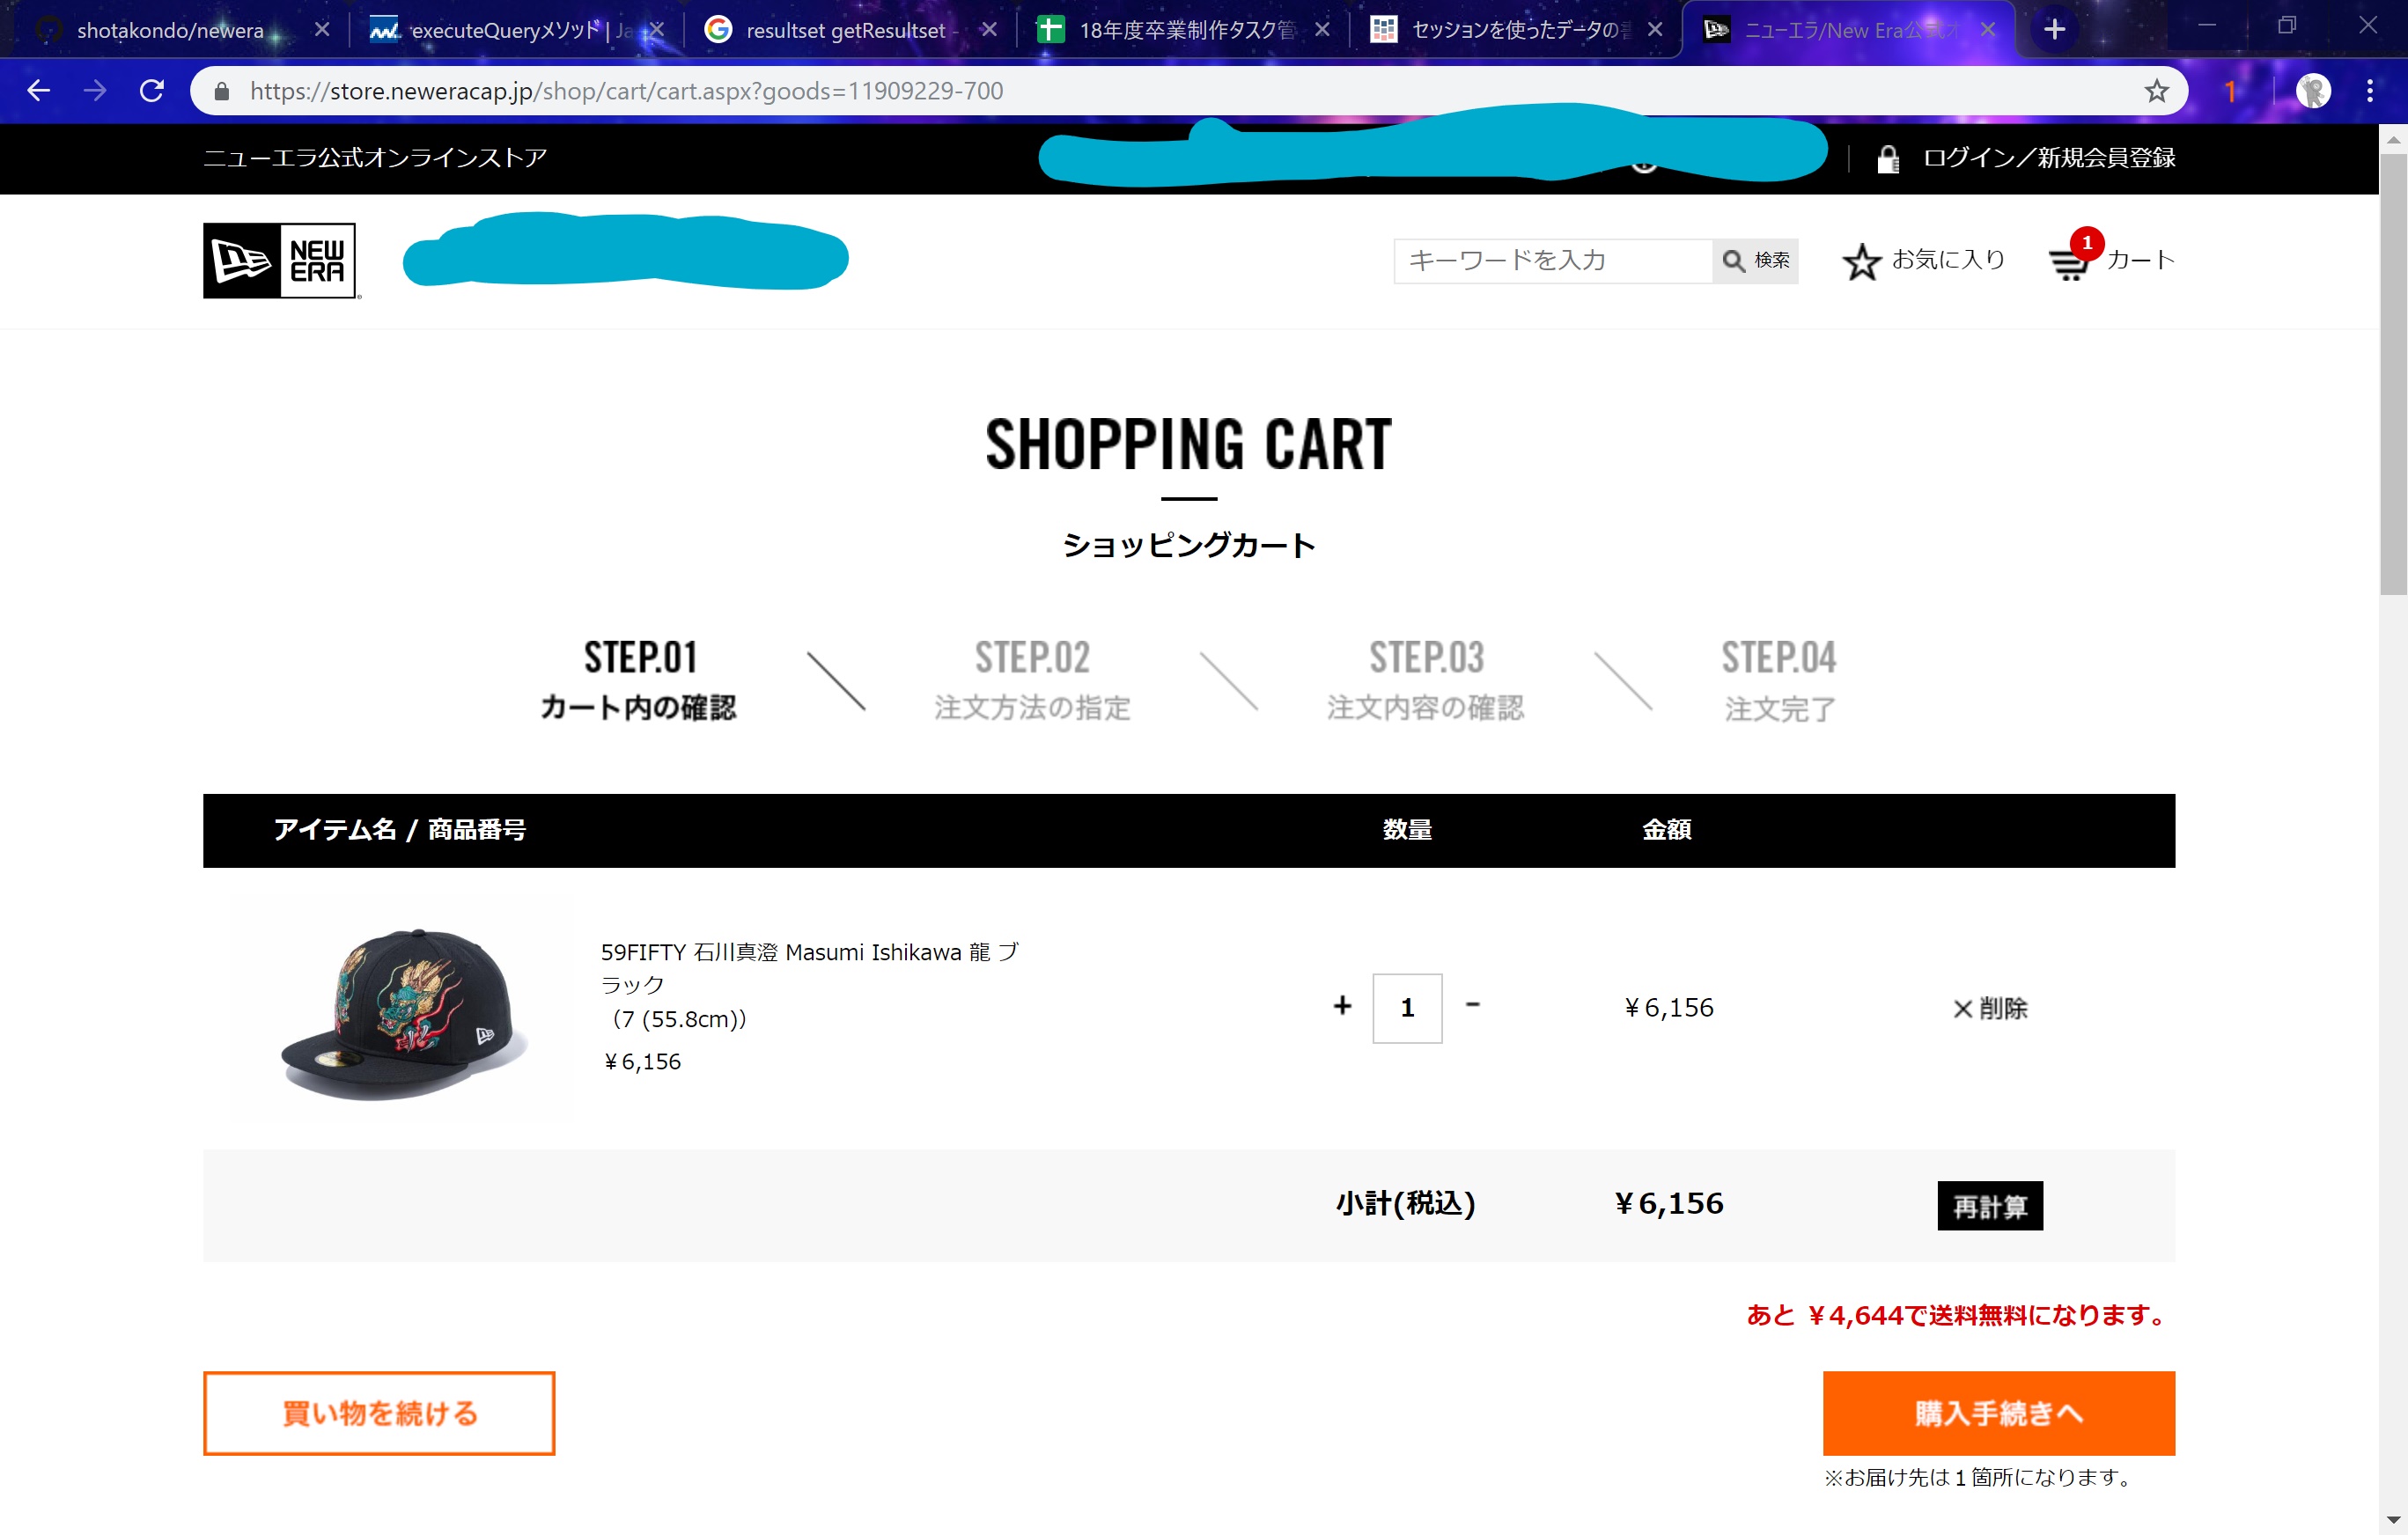 shotakondo/newera
executeQueryメソッド | Ja
resultset getResultset -
18年度卒業制作タスク管
セッションを使ったデータの書
ニューエラ/New Era公式オ
https://store.neweracap.jp/shop/cart/cart.aspx?goods=11909229-700
1
ニューエラ公式オンラインストア
ログイン／新規会員登録
NEW ERA
キーワードを入力
検索
お気に入り
1
カート
SHOPPING CART
ショッピングカート
STEP.01
カート内の確認
STEP.02
注文方法の指定
STEP.03
注文内容の確認
STEP.04
注文完了
アイテム名 / 商品番号
数量
金額
59FIFTY 石川真澄 Masumi Ishikawa 龍 ブ
ラック
（7 (55.8cm)）
￥6,156
+ 1 -
￥6,156
×削除
小計(税込)
￥6,156
再計算
あと ￥4,644で送料無料になります。
買い物を続ける
購入手続きへ
※お届け先は１箇所になります。